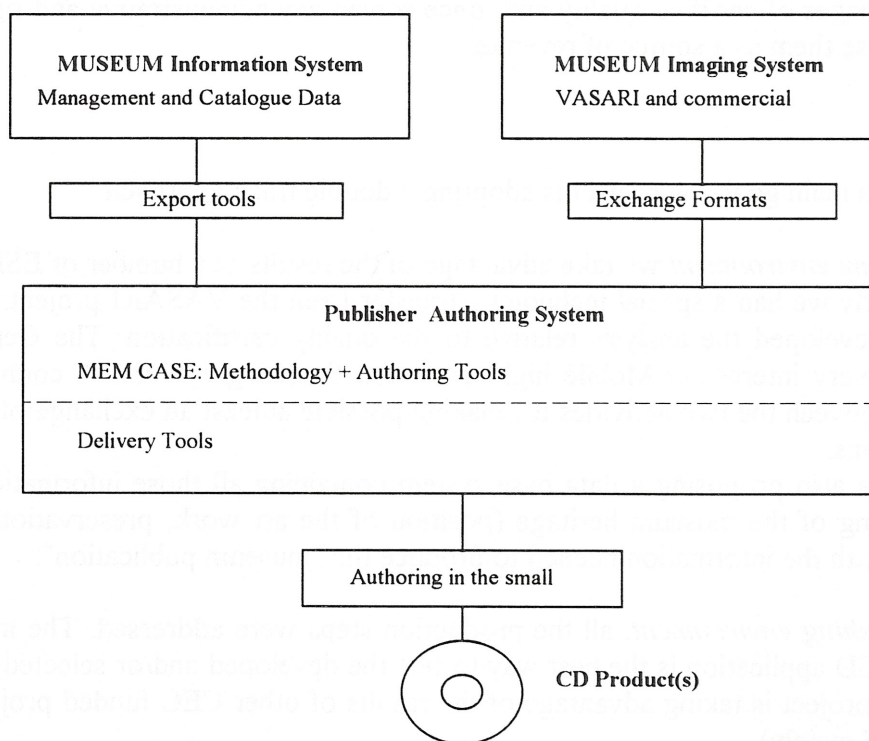 MUSEUM Information System
Management and Catalogue Data
MUSEUM Imaging System
VASARI and commercial
Export tools
Exchange Formats
Publisher Authoring System
MEM CASE: Methodology + Authoring Tools
Delivery Tools
Authoring in the small
CD Product(s)